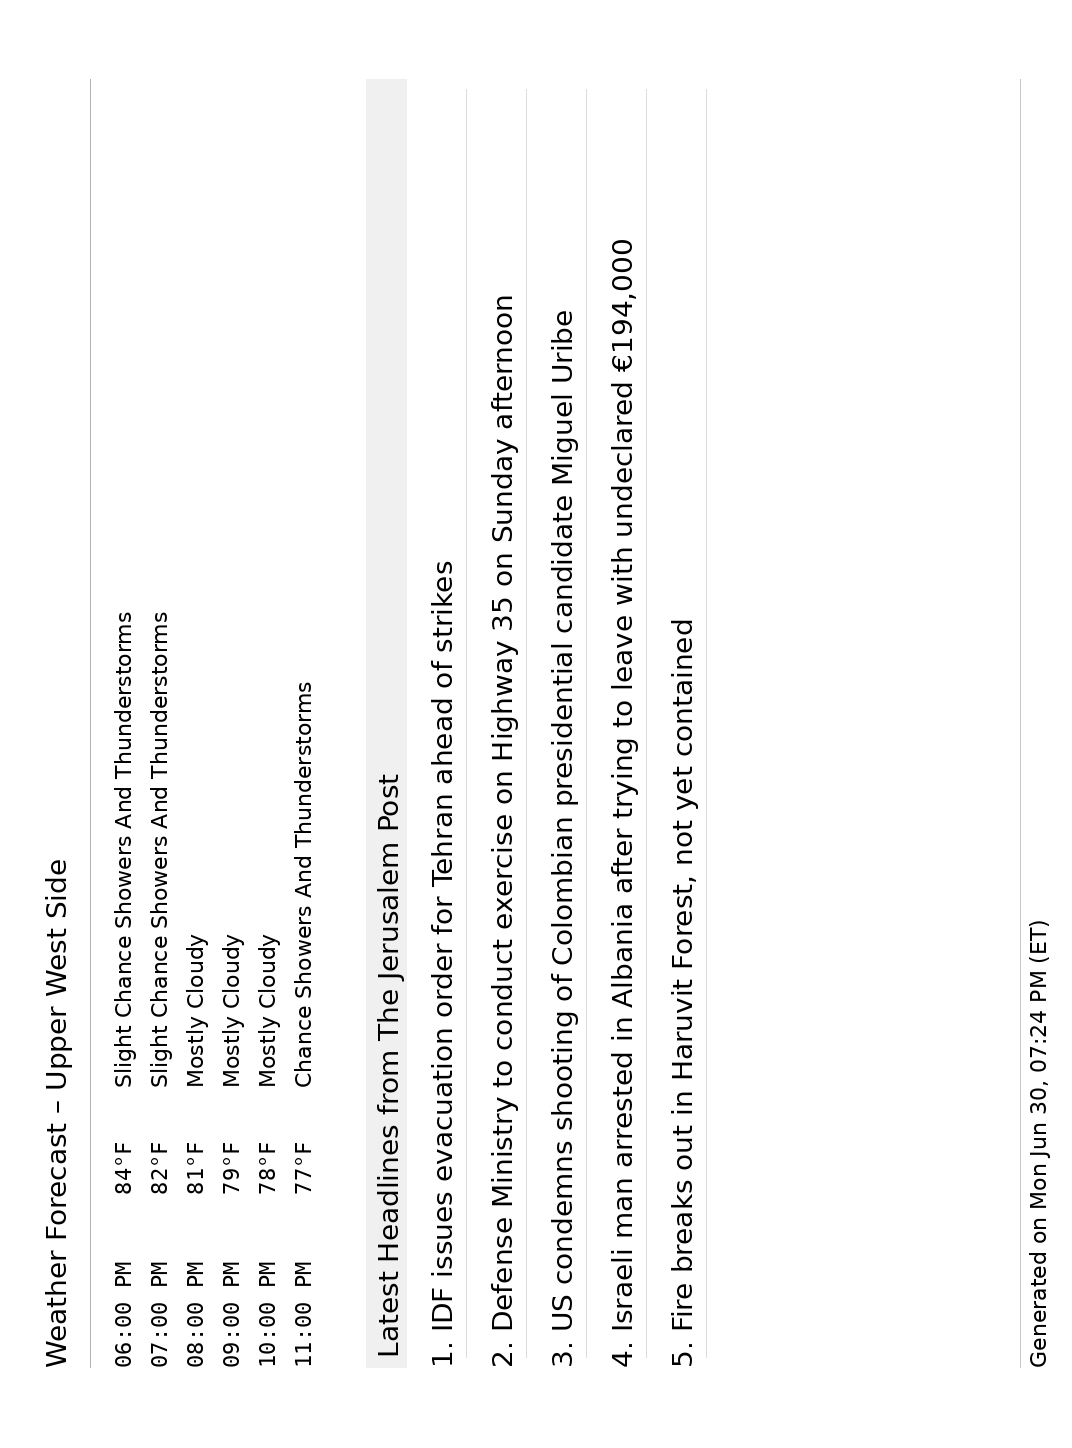 Weather Forecast – Upper West Side
06:00 PM 84°F Slight Chance Showers And Thunderstorms
07:00 PM 82°F Slight Chance Showers And Thunderstorms
08:00 PM 81°F Mostly Cloudy
09:00 PM 79°F Mostly Cloudy
10:00 PM 78°F Mostly Cloudy
11:00 PM 77°F Chance Showers And Thunderstorms
Latest Headlines from The Jerusalem Post
1. IDF issues evacuation order for Tehran ahead of strikes
2. Defense Ministry to conduct exercise on Highway 35 on Sunday afternoon
3. US condemns shooting of Colombian presidential candidate Miguel Uribe
4. Israeli man arrested in Albania after trying to leave with undeclared €194,000
5. Fire breaks out in Haruvit Forest, not yet contained
Generated on Mon Jun 30, 07:24 PM (ET)